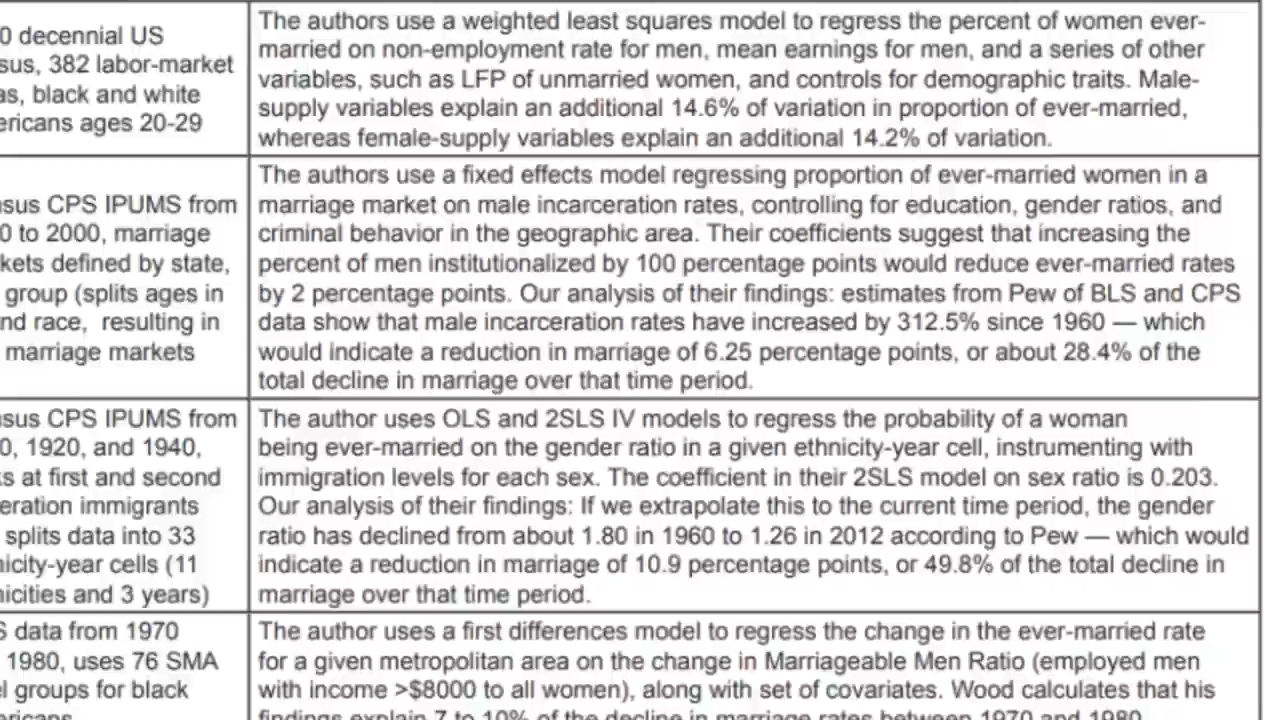 0 decennial US
sus, 382 labor-market
as, black and white
ericans ages 20-29
The authors use a weighted least squares model to regress the percent of women ever-
married on non-employment rate for men, mean earnings for men, and a series of other
variables, such as LFP of unmarried women, and controls for demographic traits. Male-
supply variables explain an additional 14.6% of variation in proportion of ever-married,
whereas female-supply variables explain an additional 14.2% of variation.
nsus CPS IPUMS from
0 to 2000, marriage
kets defined by state,
group (splits ages in
nd race, resulting in
marriage markets
The authors use a fixed effects model regressing proportion of ever-married women in a
marriage market on male incarceration rates, controlling for education, gender ratios, and
criminal behavior in the geographic area. Their coefficients suggest that increasing the
percent of men institutionalized by 100 percentage points would reduce ever-married rates
by 2 percentage points. Our analysis of their findings: estimates from Pew of BLS and CPS
data show that male incarceration rates have increased by 312.5% since 1960 — which
would indicate a reduction in marriage of 6.25 percentage points, or about 28.4% of the
total decline in marriage over that time period.
nsus CPS IPUMS from
0, 1920, and 1940,
ks at first and second
eration immigrants
splits data into 33
nicity-year cells (11
nicities and 3 years)
The author uses OLS and 2SLS IV models to regress the probability of a woman
being ever-married on the gender ratio in a given ethnicity-year cell, instrumenting with
immigration levels for each sex. The coefficient in their 2SLS model on sex ratio is 0.203.
Our analysis of their findings: If we extrapolate this to the current time period, the gender
ratio has declined from about 1.80 in 1960 to 1.26 in 2012 according to Pew — which would
indicate a reduction in marriage of 10.9 percentage points, or 49.8% of the total decline in
marriage over that time period.
S data from 1970
1980, uses 76 SMA
el groups for black
ericans
The author uses a first differences model to regress the change in the ever-married rate
for a given metropolitan area on the change in Marriageable Men Ratio (employed men
with income >$8000 to all women), along with set of covariates. Wood calculates that his
findings explain 7 to 10% of the decline in marriage rates between 1970 and 1980